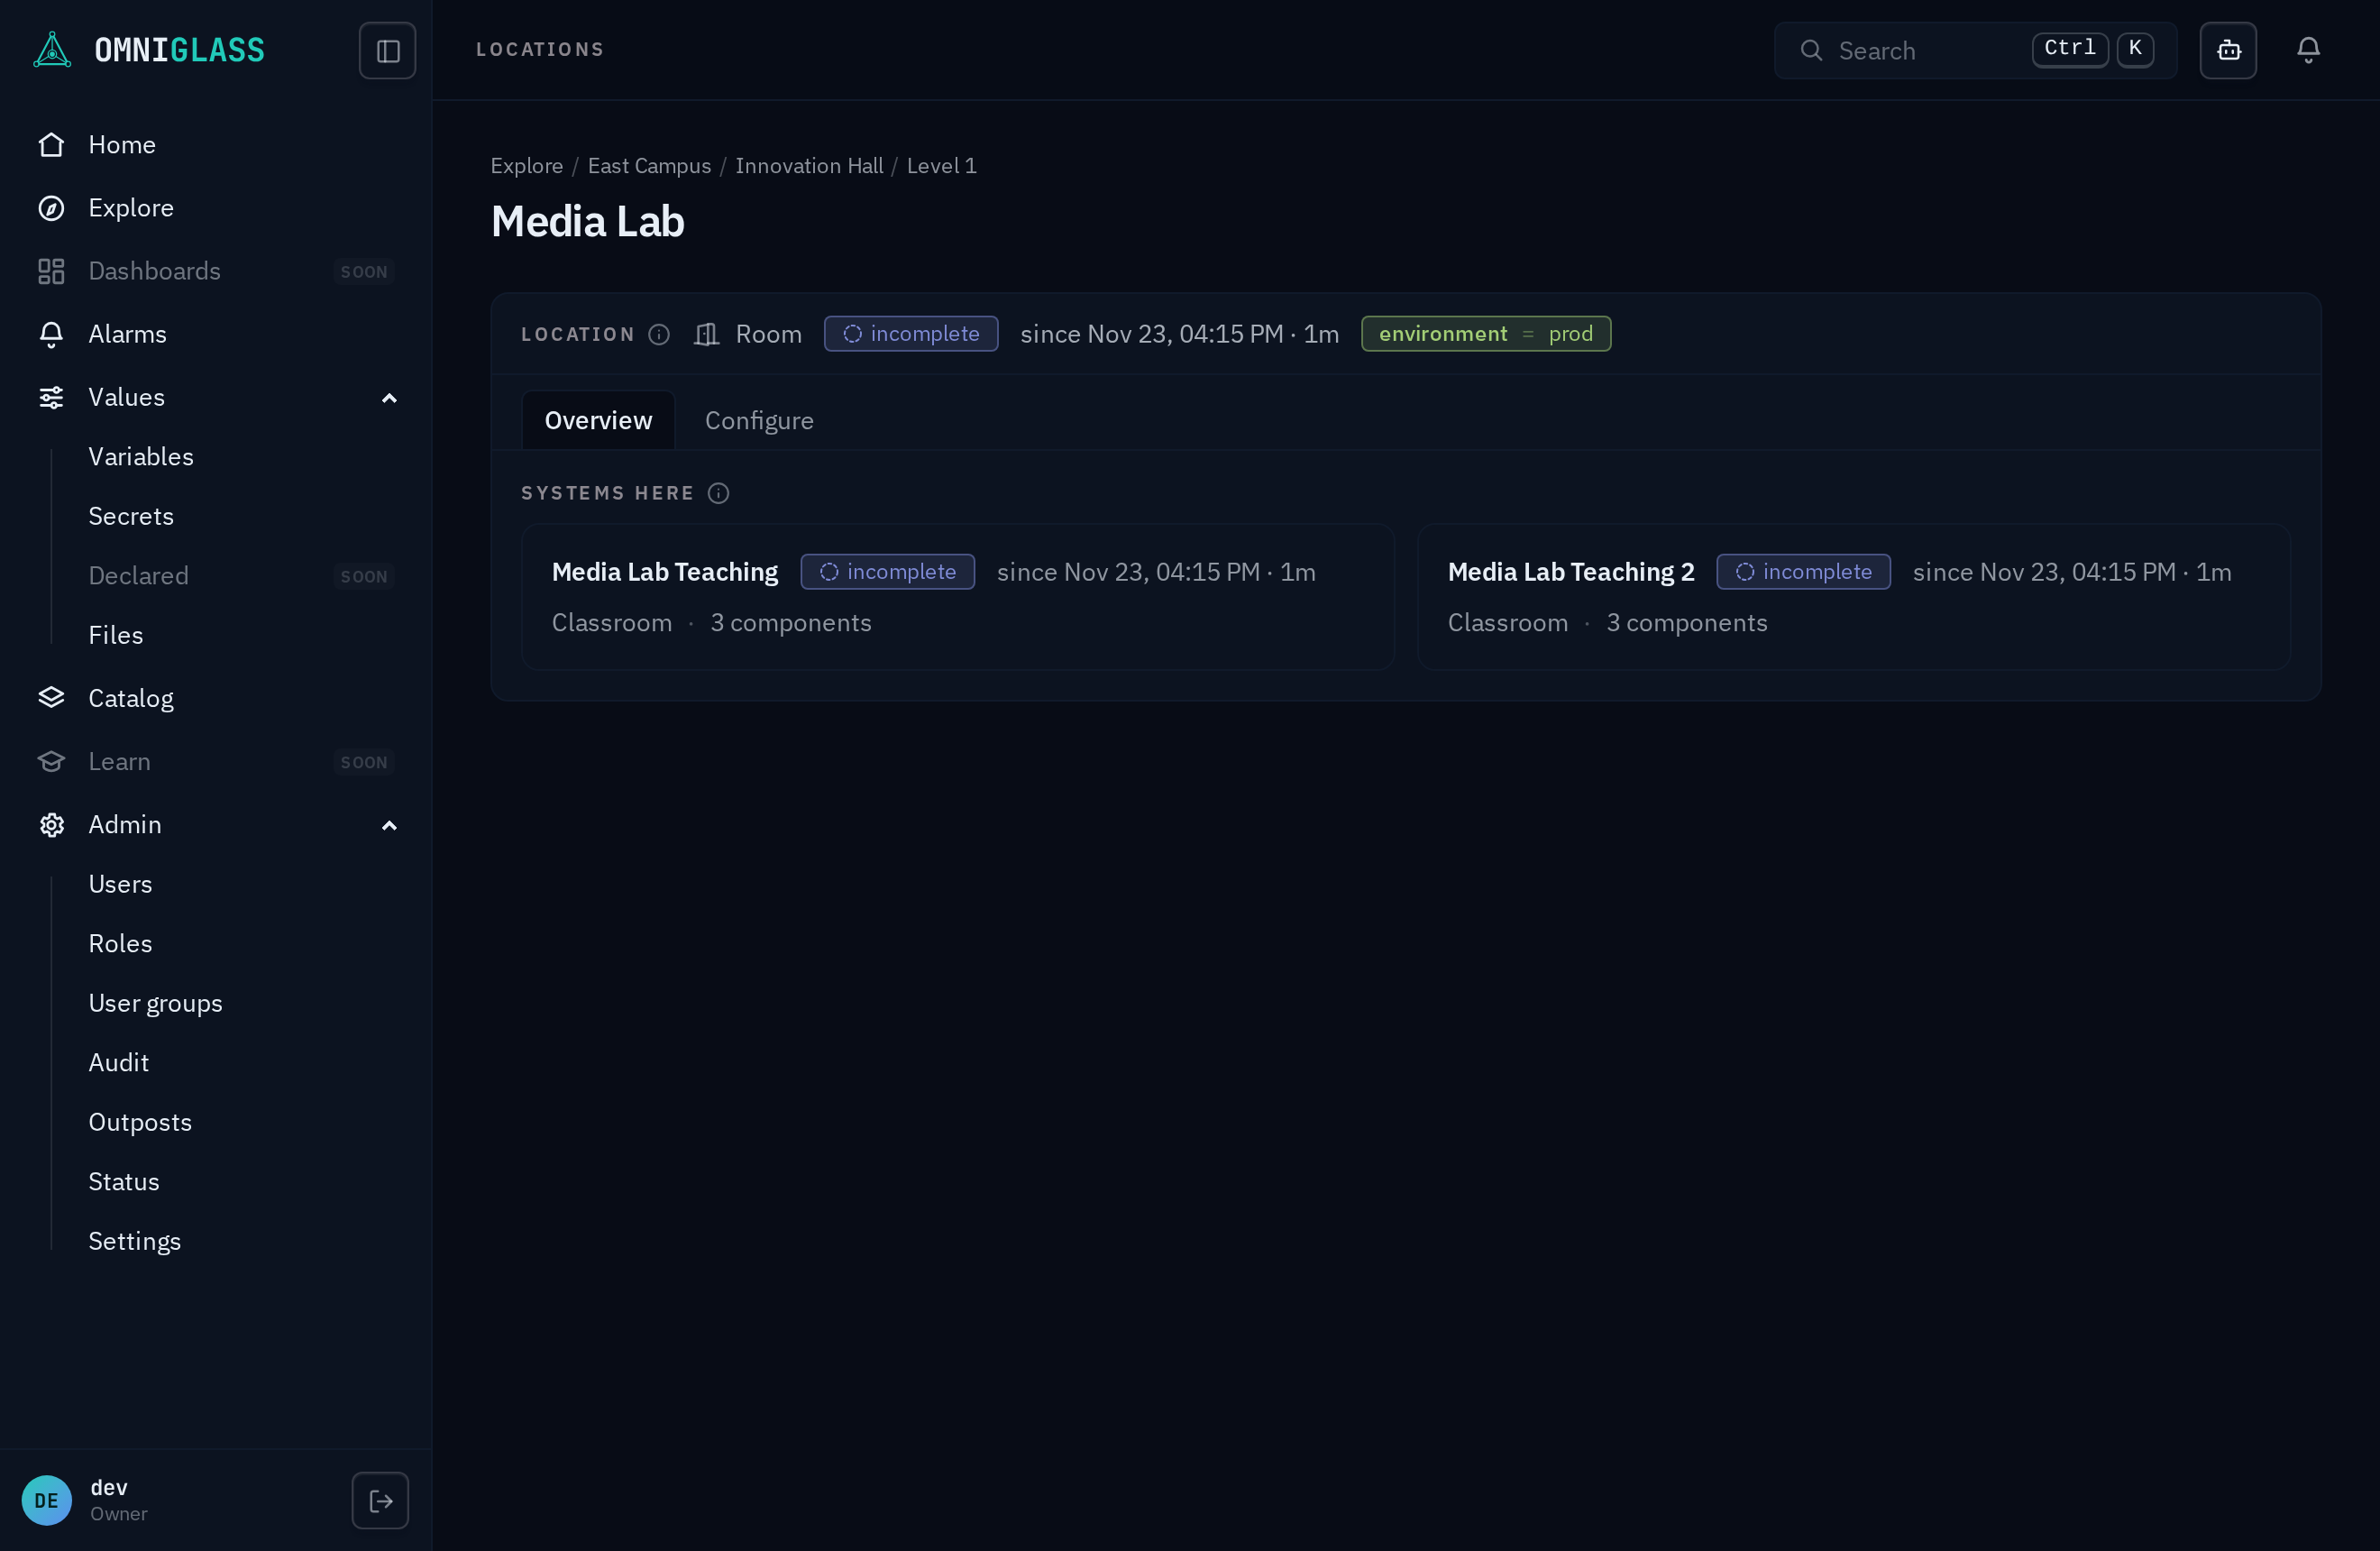 OMNIGLASS
LOCATIONS
Search Ctrl K
Home
Explore
Dashboards SOON
Alarms
Values
Variables
Secrets
Declared SOON
Files
Catalog
Learn SOON
Admin
Users
Roles
User groups
Audit
Outposts
Status
Settings
DE dev
Owner
Explore / East Campus / Innovation Hall / Level 1
Media Lab
LOCATION Room incomplete since Nov 23, 04:15 PM · 1m environment = prod
Overview Configure
SYSTEMS HERE
Media Lab Teaching incomplete since Nov 23, 04:15 PM · 1m
Classroom · 3 components
Media Lab Teaching 2 incomplete since Nov 23, 04:15 PM · 1m
Classroom · 3 components